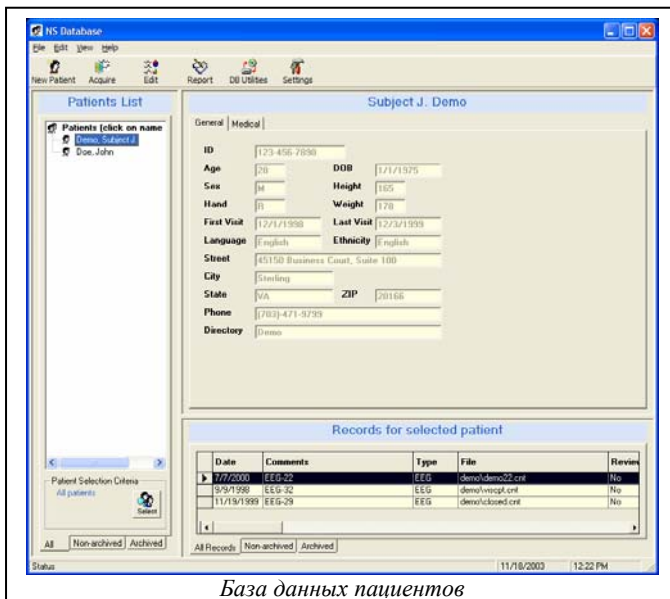 NS Database
File Edit View Help
New Patient Acquire Edit Report DB Utilities Settings
Patients List
Patients (click on name
Demo, Subject J.
Doe, John
Patient Selection Criteria
All patients
Select
All Non-archived Archived
Subject J. Demo
General Medical
ID 123-456-7890
Age 28 DOB 1/1/1975
Sex M Height 165
Hand R Weight 178
First Visit 12/1/1998 Last Visit 12/3/1999
Language English Ethnicity English
Street 45150 Business Court, Suite 100
City Sterling
State VA ZIP 20166
Phone (703)-471-9799
Directory Demo
Records for selected patient
Date Comments Type File Review
7/7/2000 EEG-22 EEG demo\demo22.cnt No
9/9/1998 EEG-32 EEG demo\viscpt.cnt No
11/19/1999 EEG-29 EEG demo\closed.cnt No
All Records Non-archived Archived
Status 11/18/2003 12:22 PM
База данных пациентов